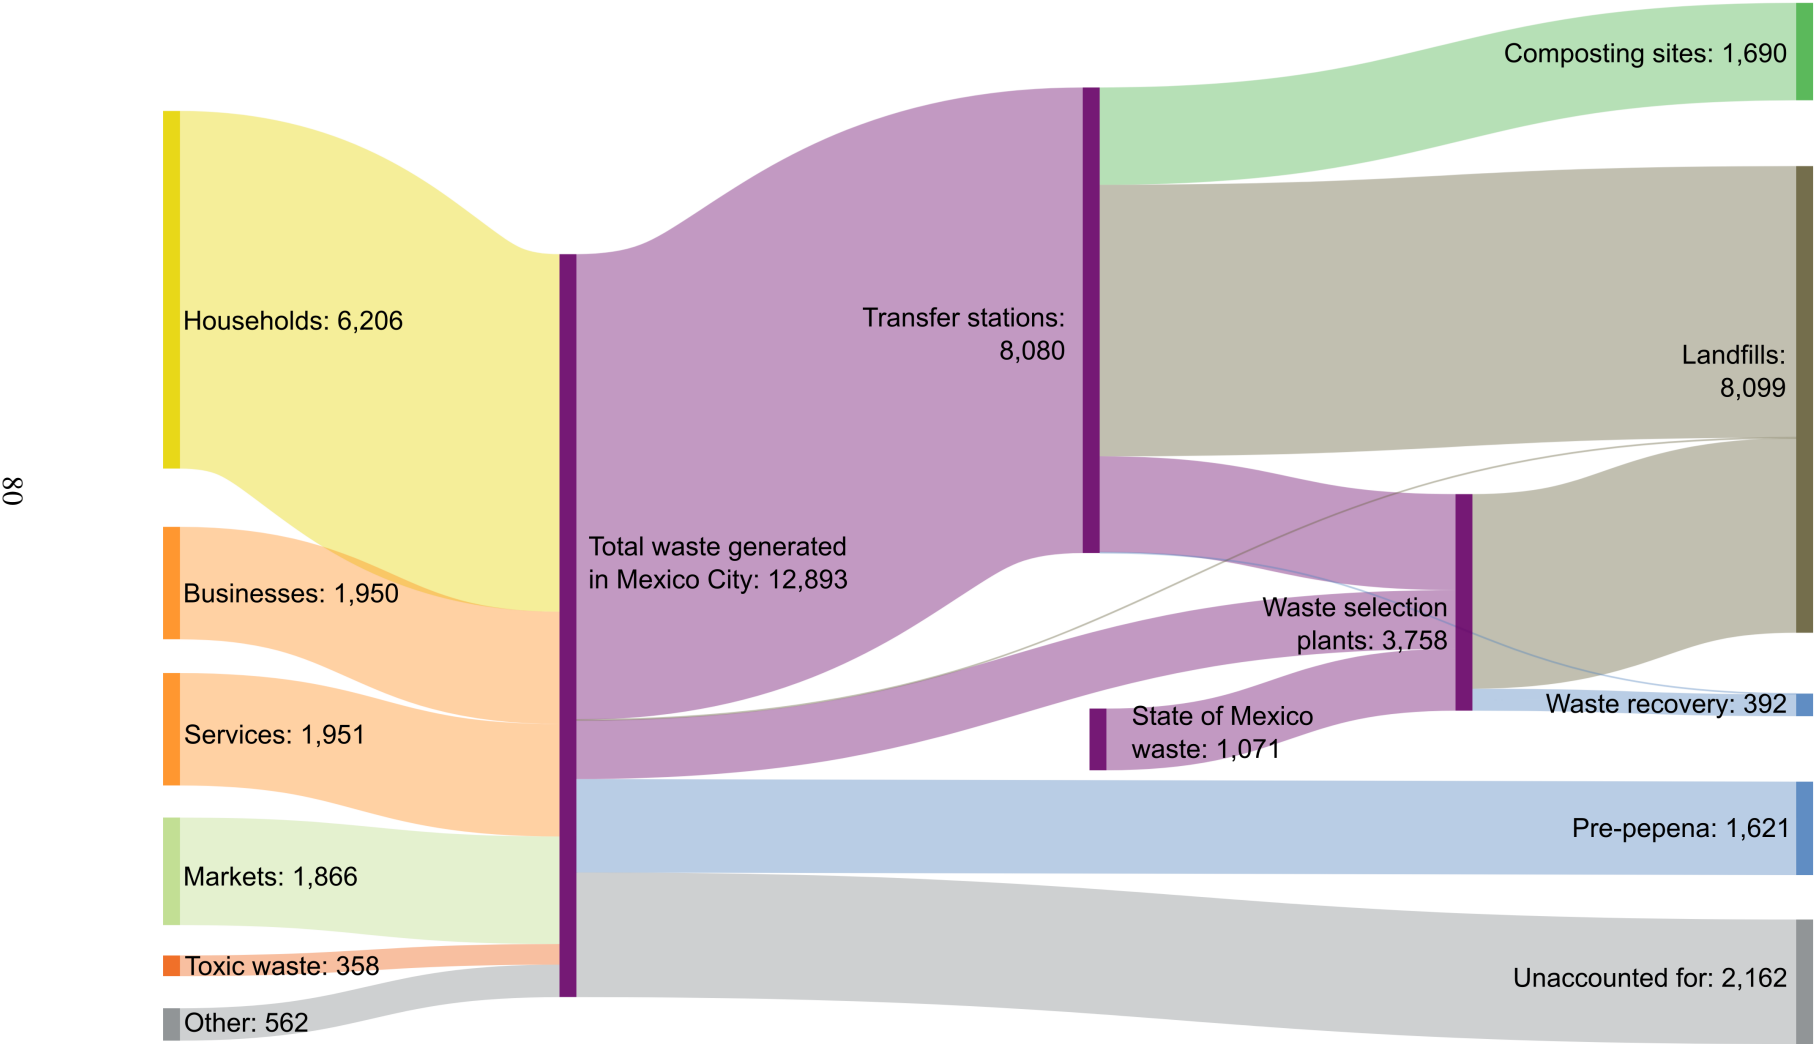 Composting sites: 1,690
Households: 6,206
Transfer stations:
8,080
Landfills:
8,099
80
Total waste generated
in Mexico City: 12,893
Businesses: 1,950
Waste selection
plants: 3,758
Services: 1,951
State of Mexico
waste: 1,071
Waste recovery: 392
Pre-pepena: 1,621
Markets: 1,866
Toxic waste: 358
Unaccounted for: 2,162
Other: 562